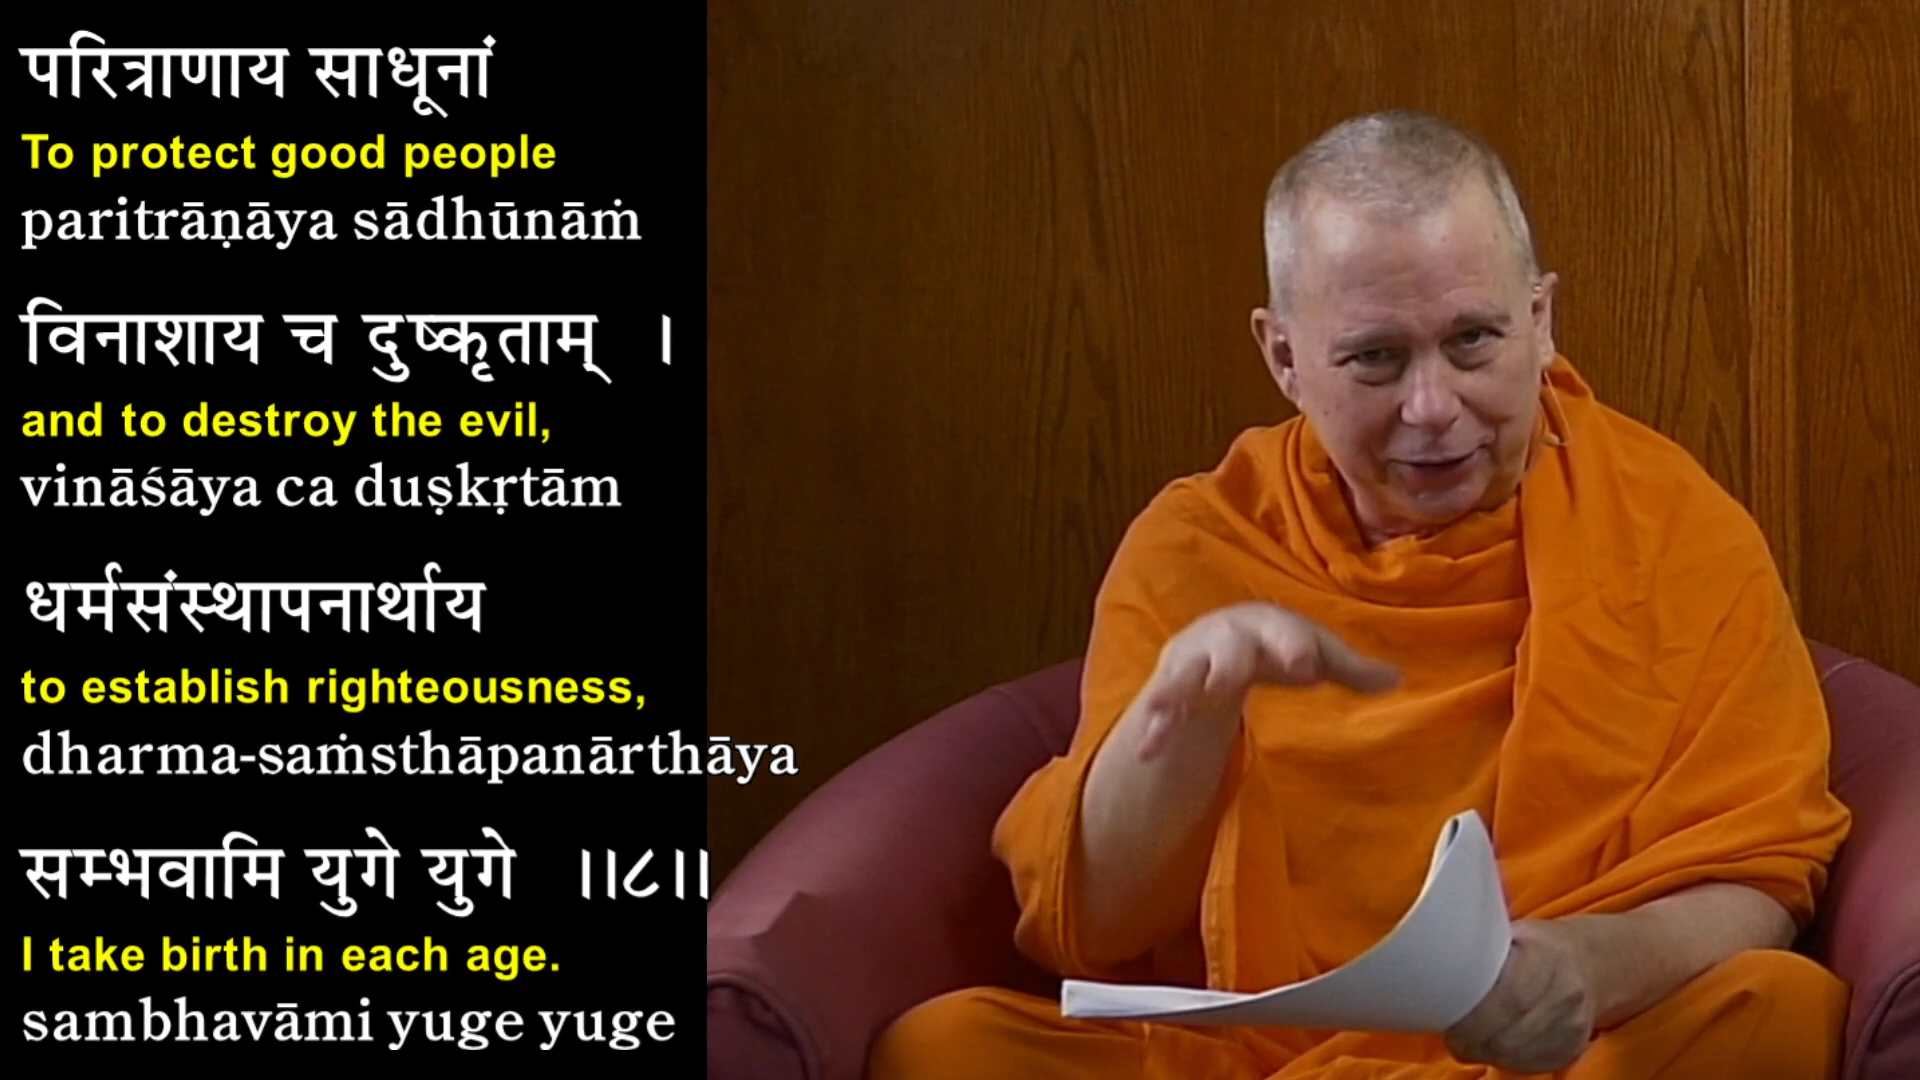 परित्राणाय साधूनां
To protect good people
paritrāṇāya sādhūnāṁ
विनाशाय च दुष्कृताम् ।
and to destroy the evil,
vināśāya ca duṣkṛtām
धर्मसंस्थापनार्थाय
to establish righteousness,
dharma-saṁsthāpanārthāya
सम्भवामि युगे युगे ॥८॥
I take birth in each age.
sambhavāmi yuge yuge